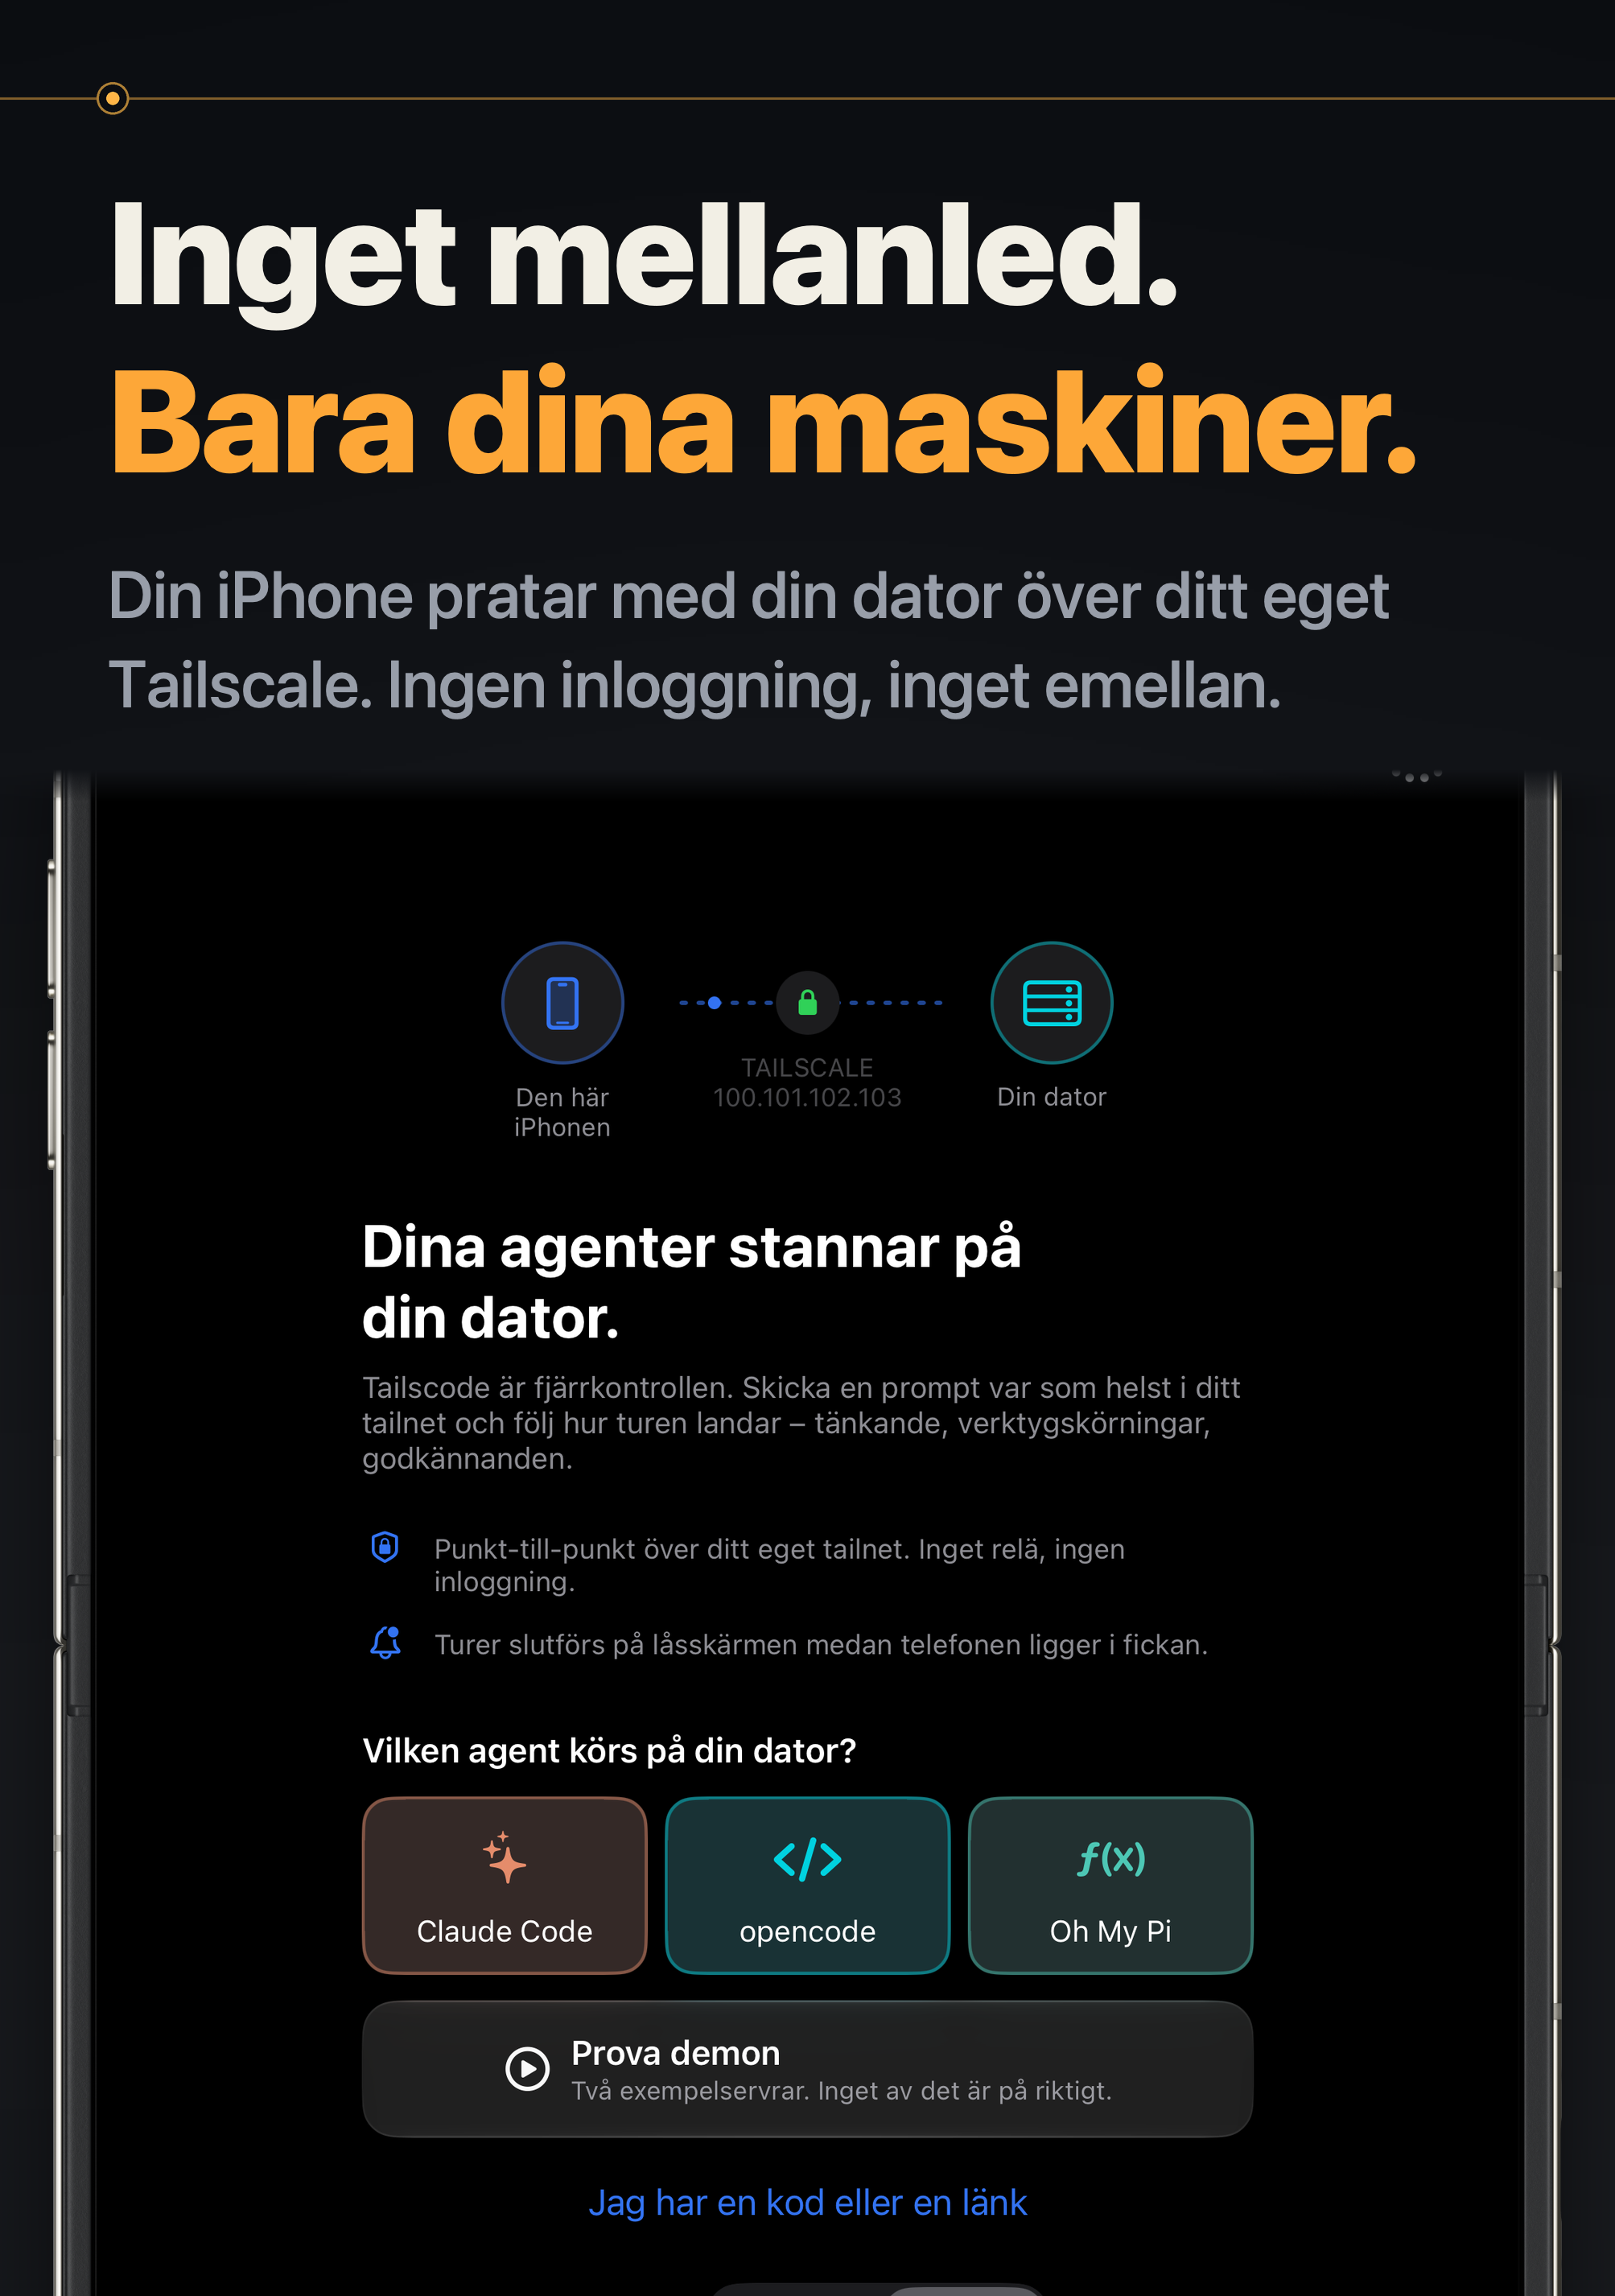 Inget mellanled.
Bara dina maskiner.
Din iPhone pratar med din dator över ditt eget
Tailscale. Ingen inloggning, inget emellan.
Den här
iPhonen
TAILSCALE
100.101.102.103
Din dator
Dina agenter stannar på
din dator.
Tailscode är fjärrkontrollen. Skicka en prompt var som helst i ditt
tailnet och följ hur turen landar – tänkande, verktygskörningar,
godkännanden.
Punkt-till-punkt över ditt eget tailnet. Inget relä, ingen
inloggning.
Turer slutförs på låsskärmen medan telefonen ligger i fickan.
Vilken agent körs på din dator?
Claude Code
</>
opencode
ƒ(x)
Oh My Pi
Prova demon
Två exempelservrar. Inget av det är på riktigt.
Jag har en kod eller en länk